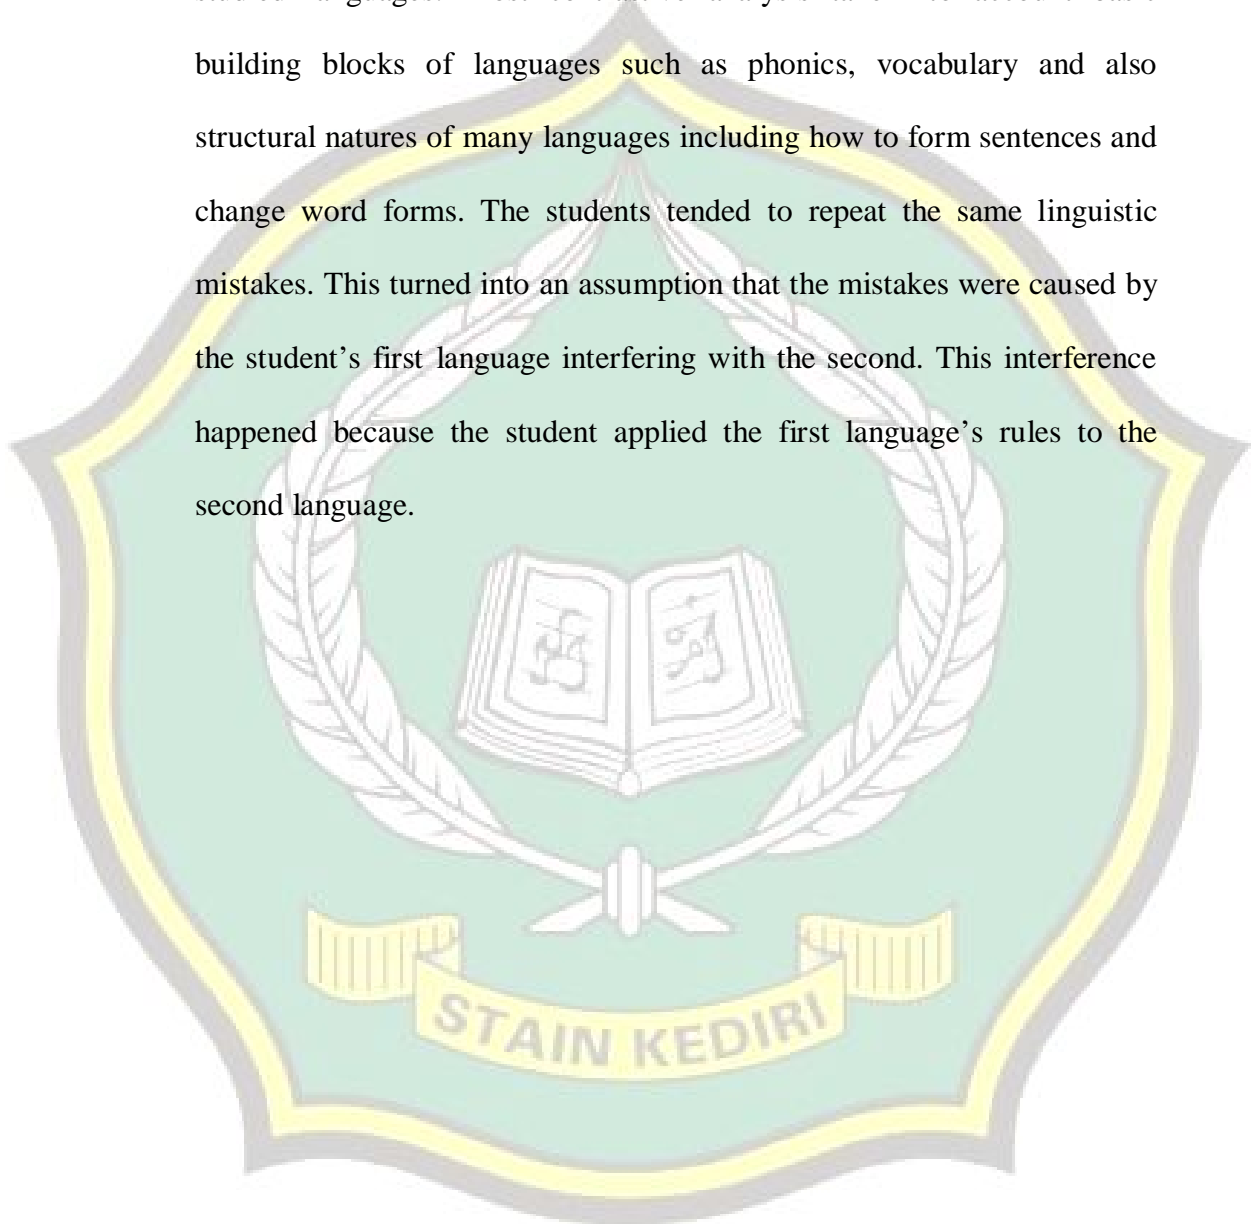 building blocks of languages such as phonics, vocabulary and also
structural natures of many languages including how to form sentences and
change word forms. The students tended to repeat the same linguistic
mistakes. This turned into an assumption that the mistakes were caused by
the student’s first language interfering with the second. This interference
happened because the student applied the first language’s rules to the
second language.
STAIN KEDIRI